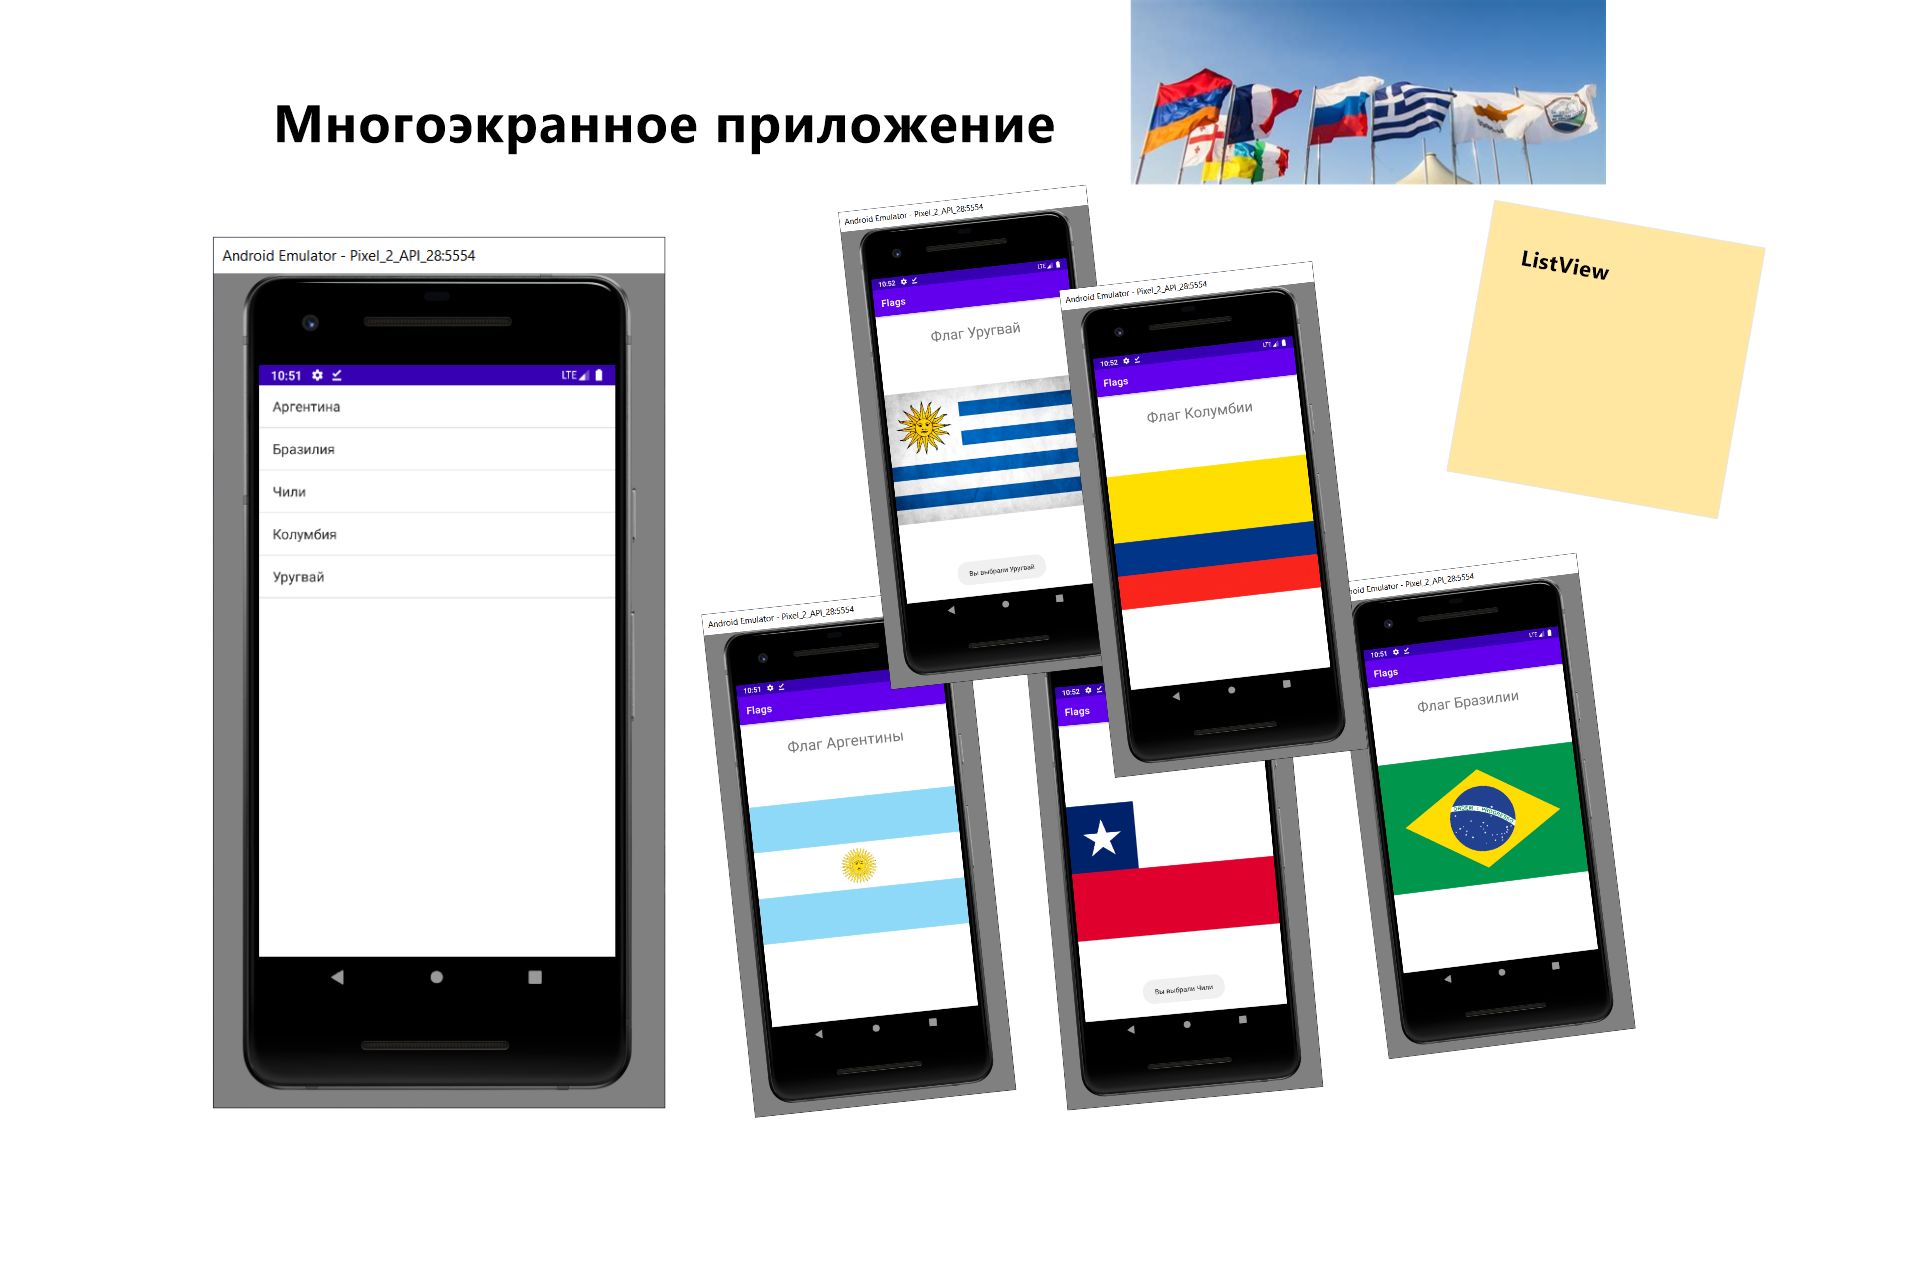 Многоэкранное приложение
Android Emulator - Pixel_2_API_28:5554
10:51
LTE
Аргентина
Бразилия
Чили
Колумбия
Уругвай
Android Emulator - Pixel_2_API_28:5554
10:52
LTE
Flags
Флаг Уругвай
Вы выбрали Уругвай
Android Emulator - Pixel_2_API_28:5554
10:52
LTE
Flags
Флаг Колумбии
ListView
Android Emulator - Pixel_2_API_28:5554
10:51
Flags
Флаг Аргентины
10:52
Flags
Вы выбрали Чили
roid Emulator - Pixel_2_API_28:5554
10:51
LTE
Flags
Флаг Бразилии